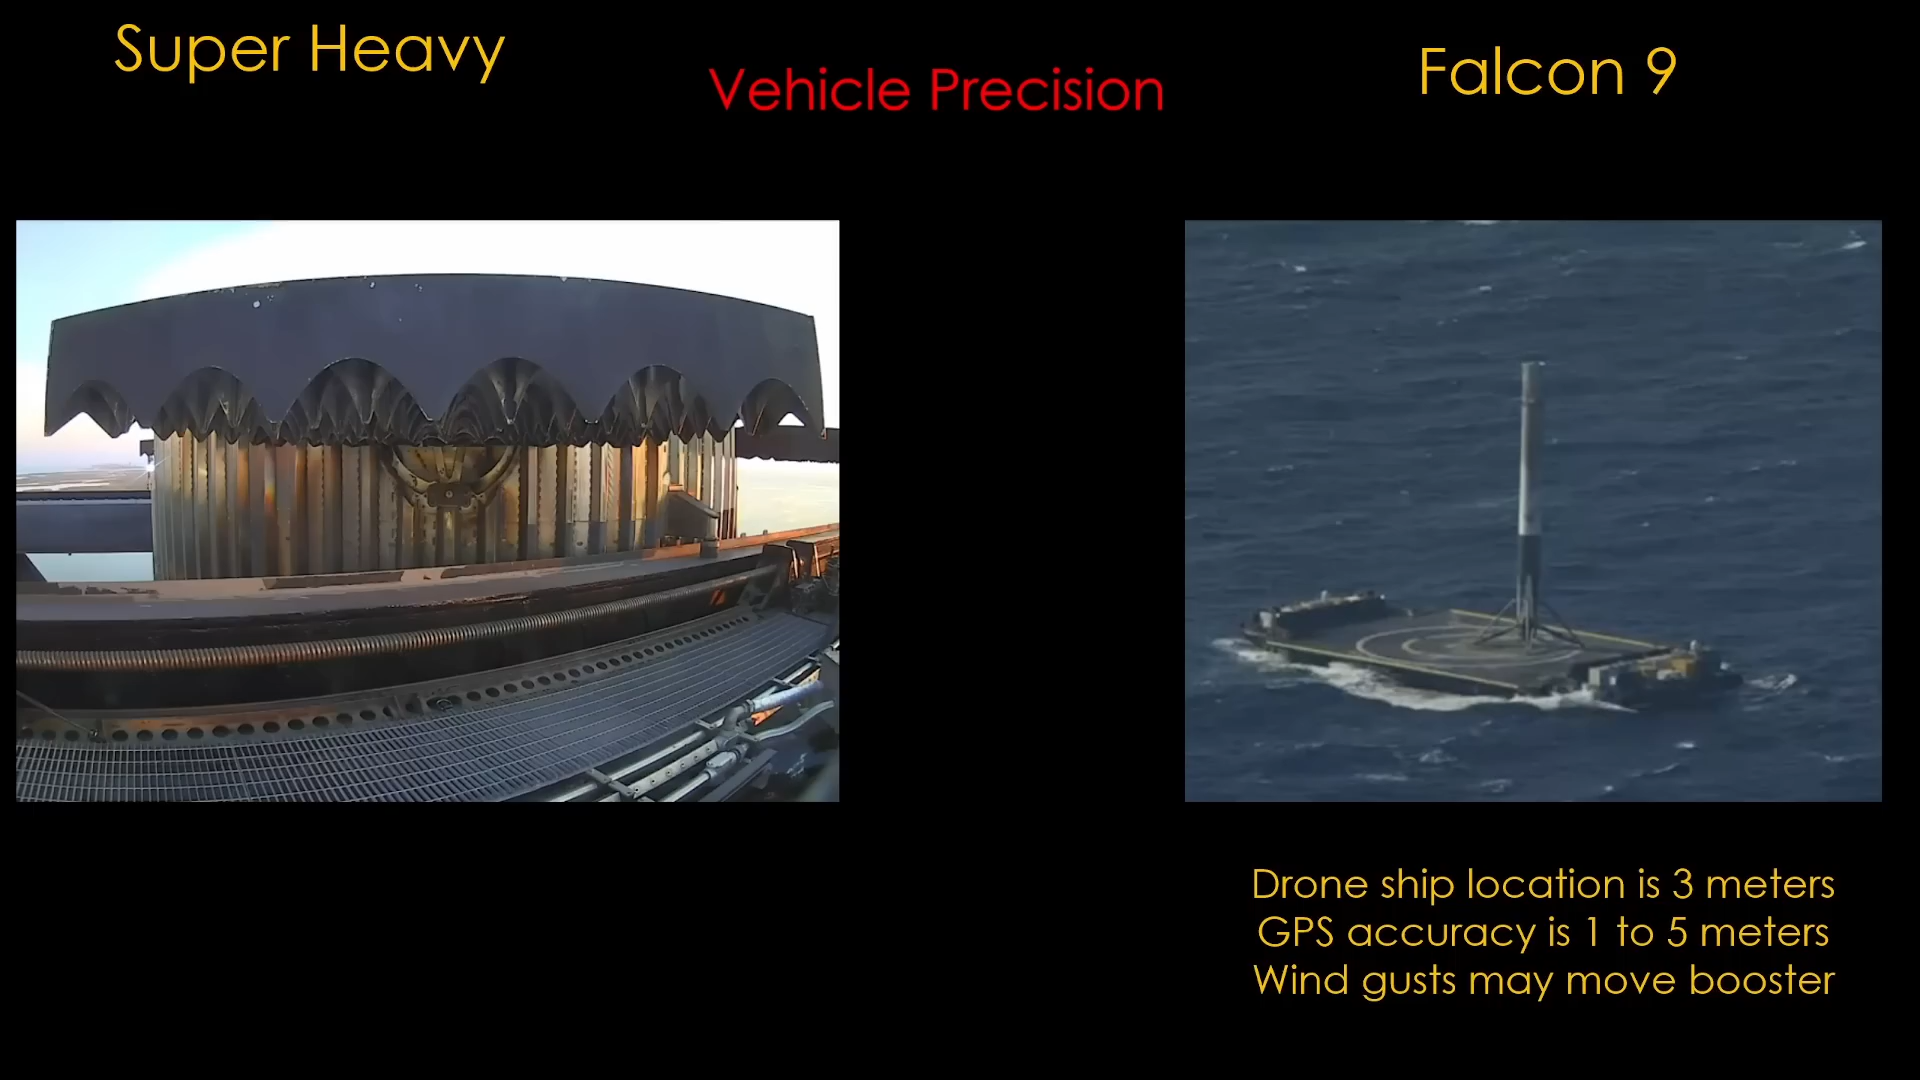 Super Heavy
Vehicle Precision
Falcon 9
Drone ship location is 3 meters
GPS accuracy is 1 to 5 meters
Wind gusts may move booster